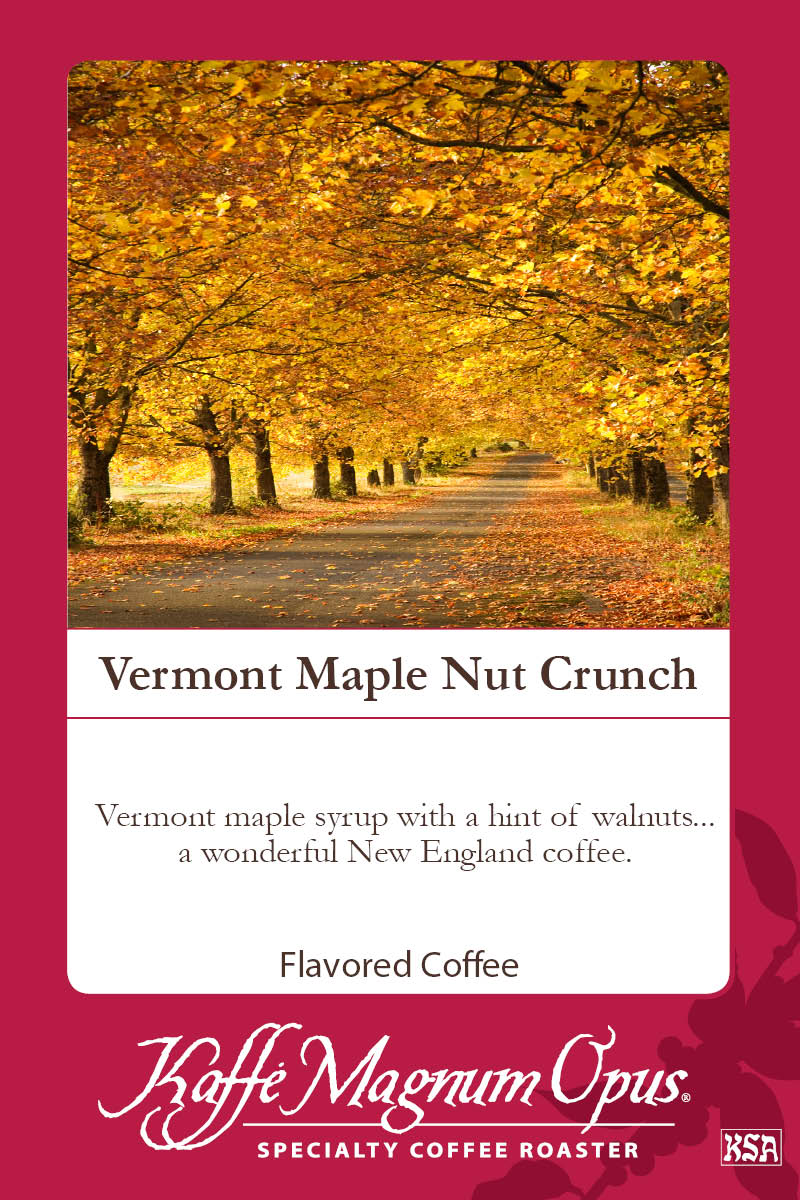 Vermont Maple Nut Crunch
Vermont maple syrup with a hint of walnuts...
a wonderful New England coffee.
Flavored Coffee
Kaffé Magnum Opus®
SPECIALTY COFFEE ROASTER
KSA